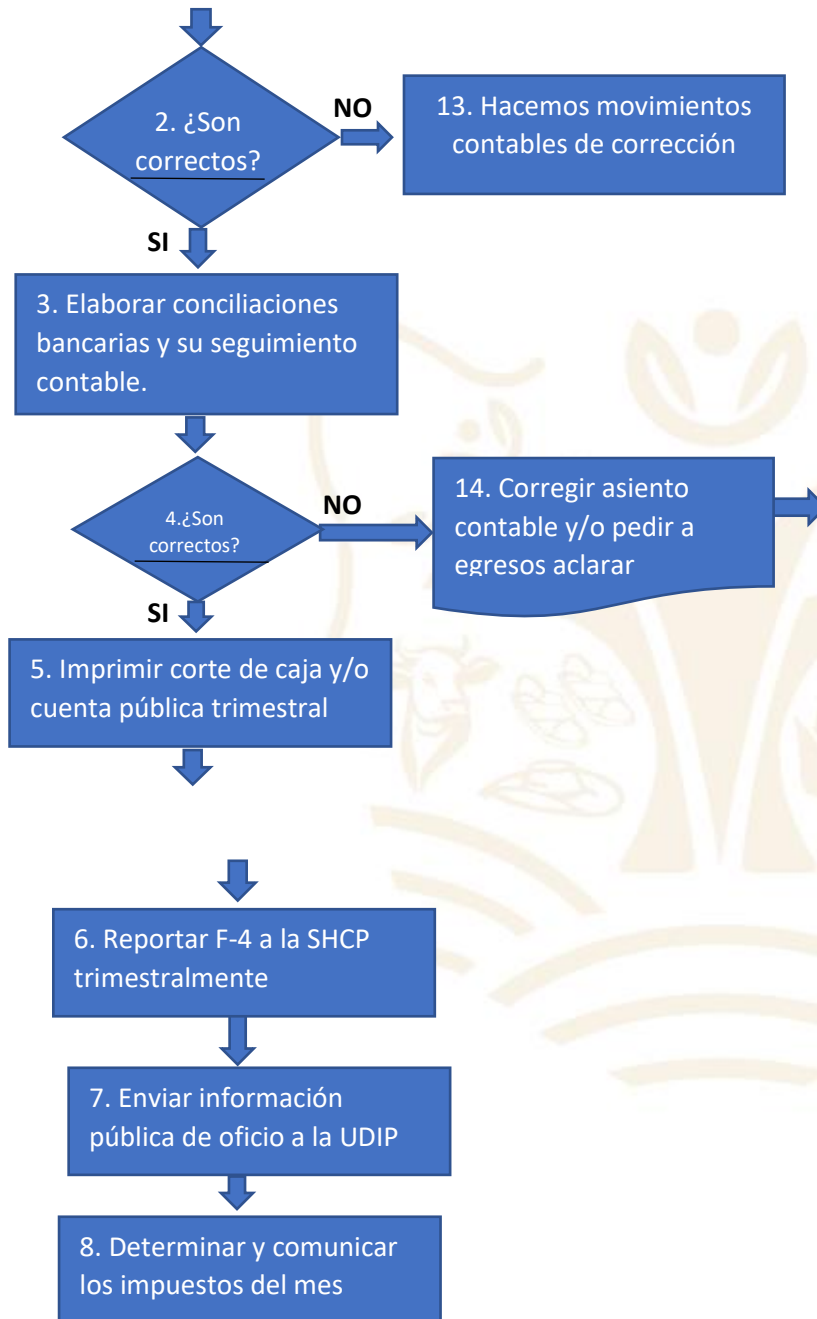 2. ¿Son
correctos?
NO
13. Hacemos movimientos
contables de corrección
SI
3. Elaborar conciliaciones
bancarias y su seguimiento
contable.
4.¿Son
correctos?
NO
14. Corregir asiento
contable y/o pedir a
egresos aclarar
SI
5. Imprimir corte de caja y/o
cuenta pública trimestral
6. Reportar F-4 a la SHCP
trimestralmente
7. Enviar información
pública de oficio a la UDIP
8. Determinar y comunicar
los impuestos del mes